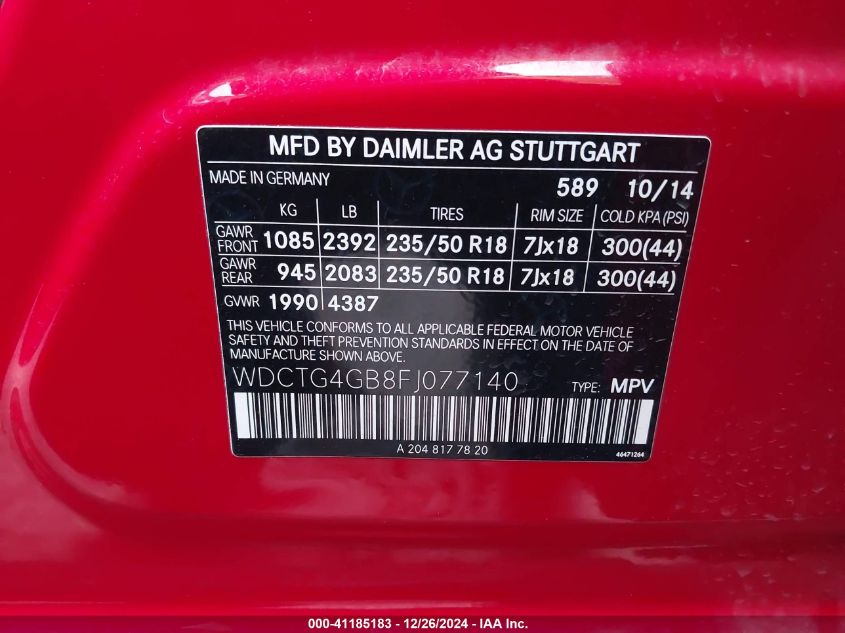 MFD BY DAIMLER AG STUTTGART
MADE IN GERMANY 589 10/14
KG LB TIRES RIM SIZE COLD KPA (PSI)
GAWR FRONT 1085 2392 235/50 R18 7Jx18 300(44)
GAWR REAR 945 2083 235/50 R18 7Jx18 300(44)
GVWR 1990 4387
THIS VEHICLE CONFORMS TO ALL APPLICABLE FEDERAL MOTOR VEHICLE
SAFETY AND THEFT PREVENTION STANDARDS IN EFFECT ON THE DATE OF
MANUFACTURE SHOWN ABOVE.
WDCTG4GB8FJ077140 TYPE: MPV
A 204 817 78 20 46471264
000-41185183 - 12/26/2024 - IAA Inc.